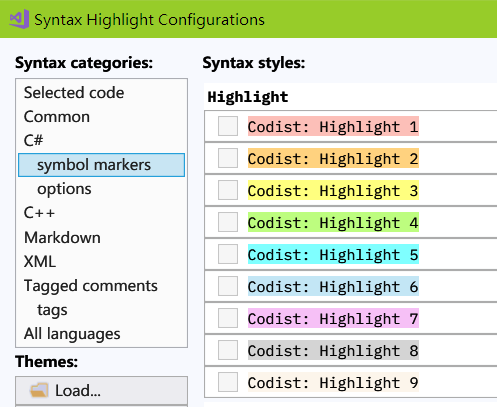 Syntax Highlight Configurations
Syntax categories:
Selected code
Common
C#
symbol markers
options
C++
Markdown
XML
Tagged comments
tags
All languages
Themes:
Load...
Syntax styles:
Highlight
Codist: Highlight 1
Codist: Highlight 2
Codist: Highlight 3
Codist: Highlight 4
Codist: Highlight 5
Codist: Highlight 6
Codist: Highlight 7
Codist: Highlight 8
Codist: Highlight 9